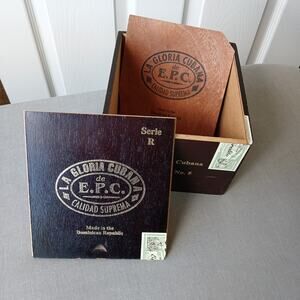 LA GLORIA CUBANA
de
E.P.C.
CALIDAD SUPREMA
Cubana
No. 
Serie
R
LA GLORIA CUBANA
de
E.P.C.
CALIDAD SUPREMA
Made in the
Dominican Republic